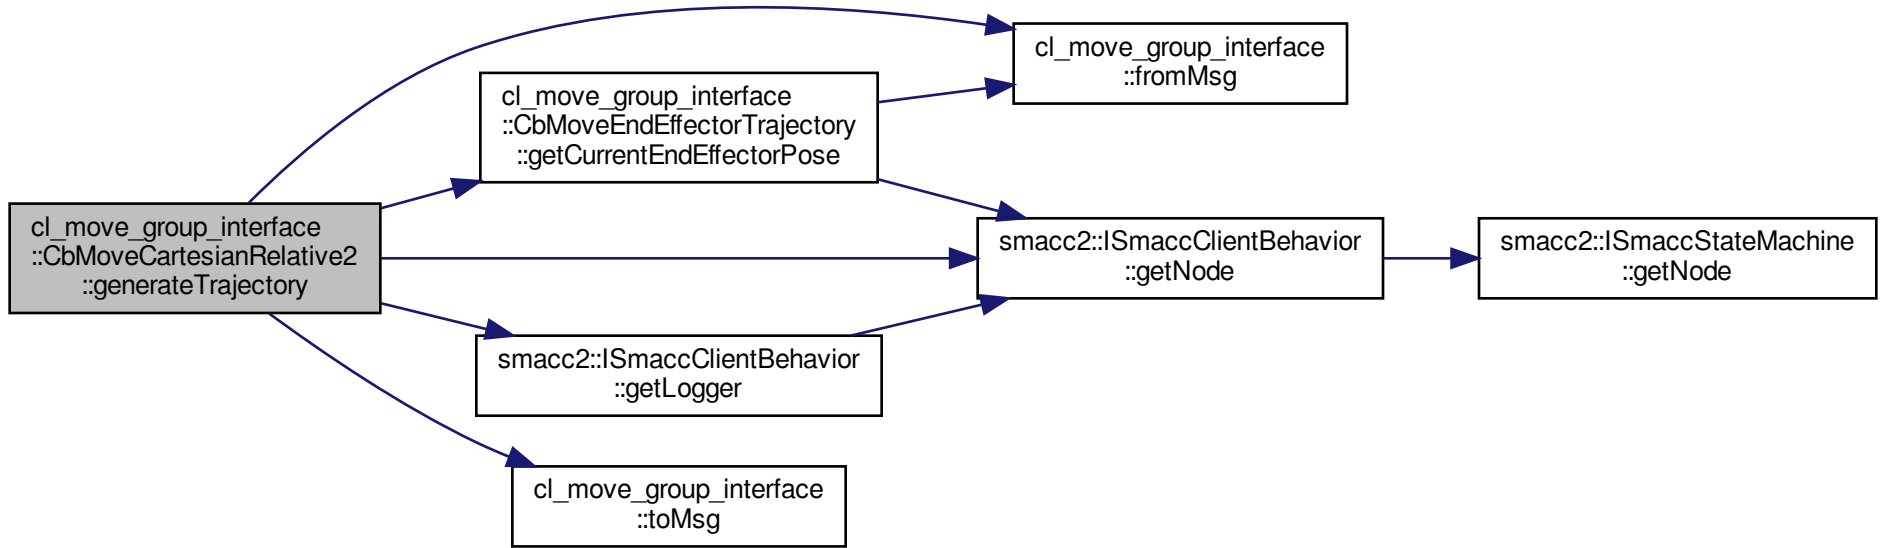 cl_move_group_interface
::fromMsg
cl_move_group_interface
::CbMoveEndEffectorTrajectory
::getCurrentEndEffectorPose
cl_move_group_interface
::CbMoveCartesianRelative2
::generateTrajectory
smacc2::ISmaccClientBehavior
::getNode
smacc2::ISmaccStateMachine
::getNode
smacc2::ISmaccClientBehavior
::getLogger
cl_move_group_interface
::toMsg